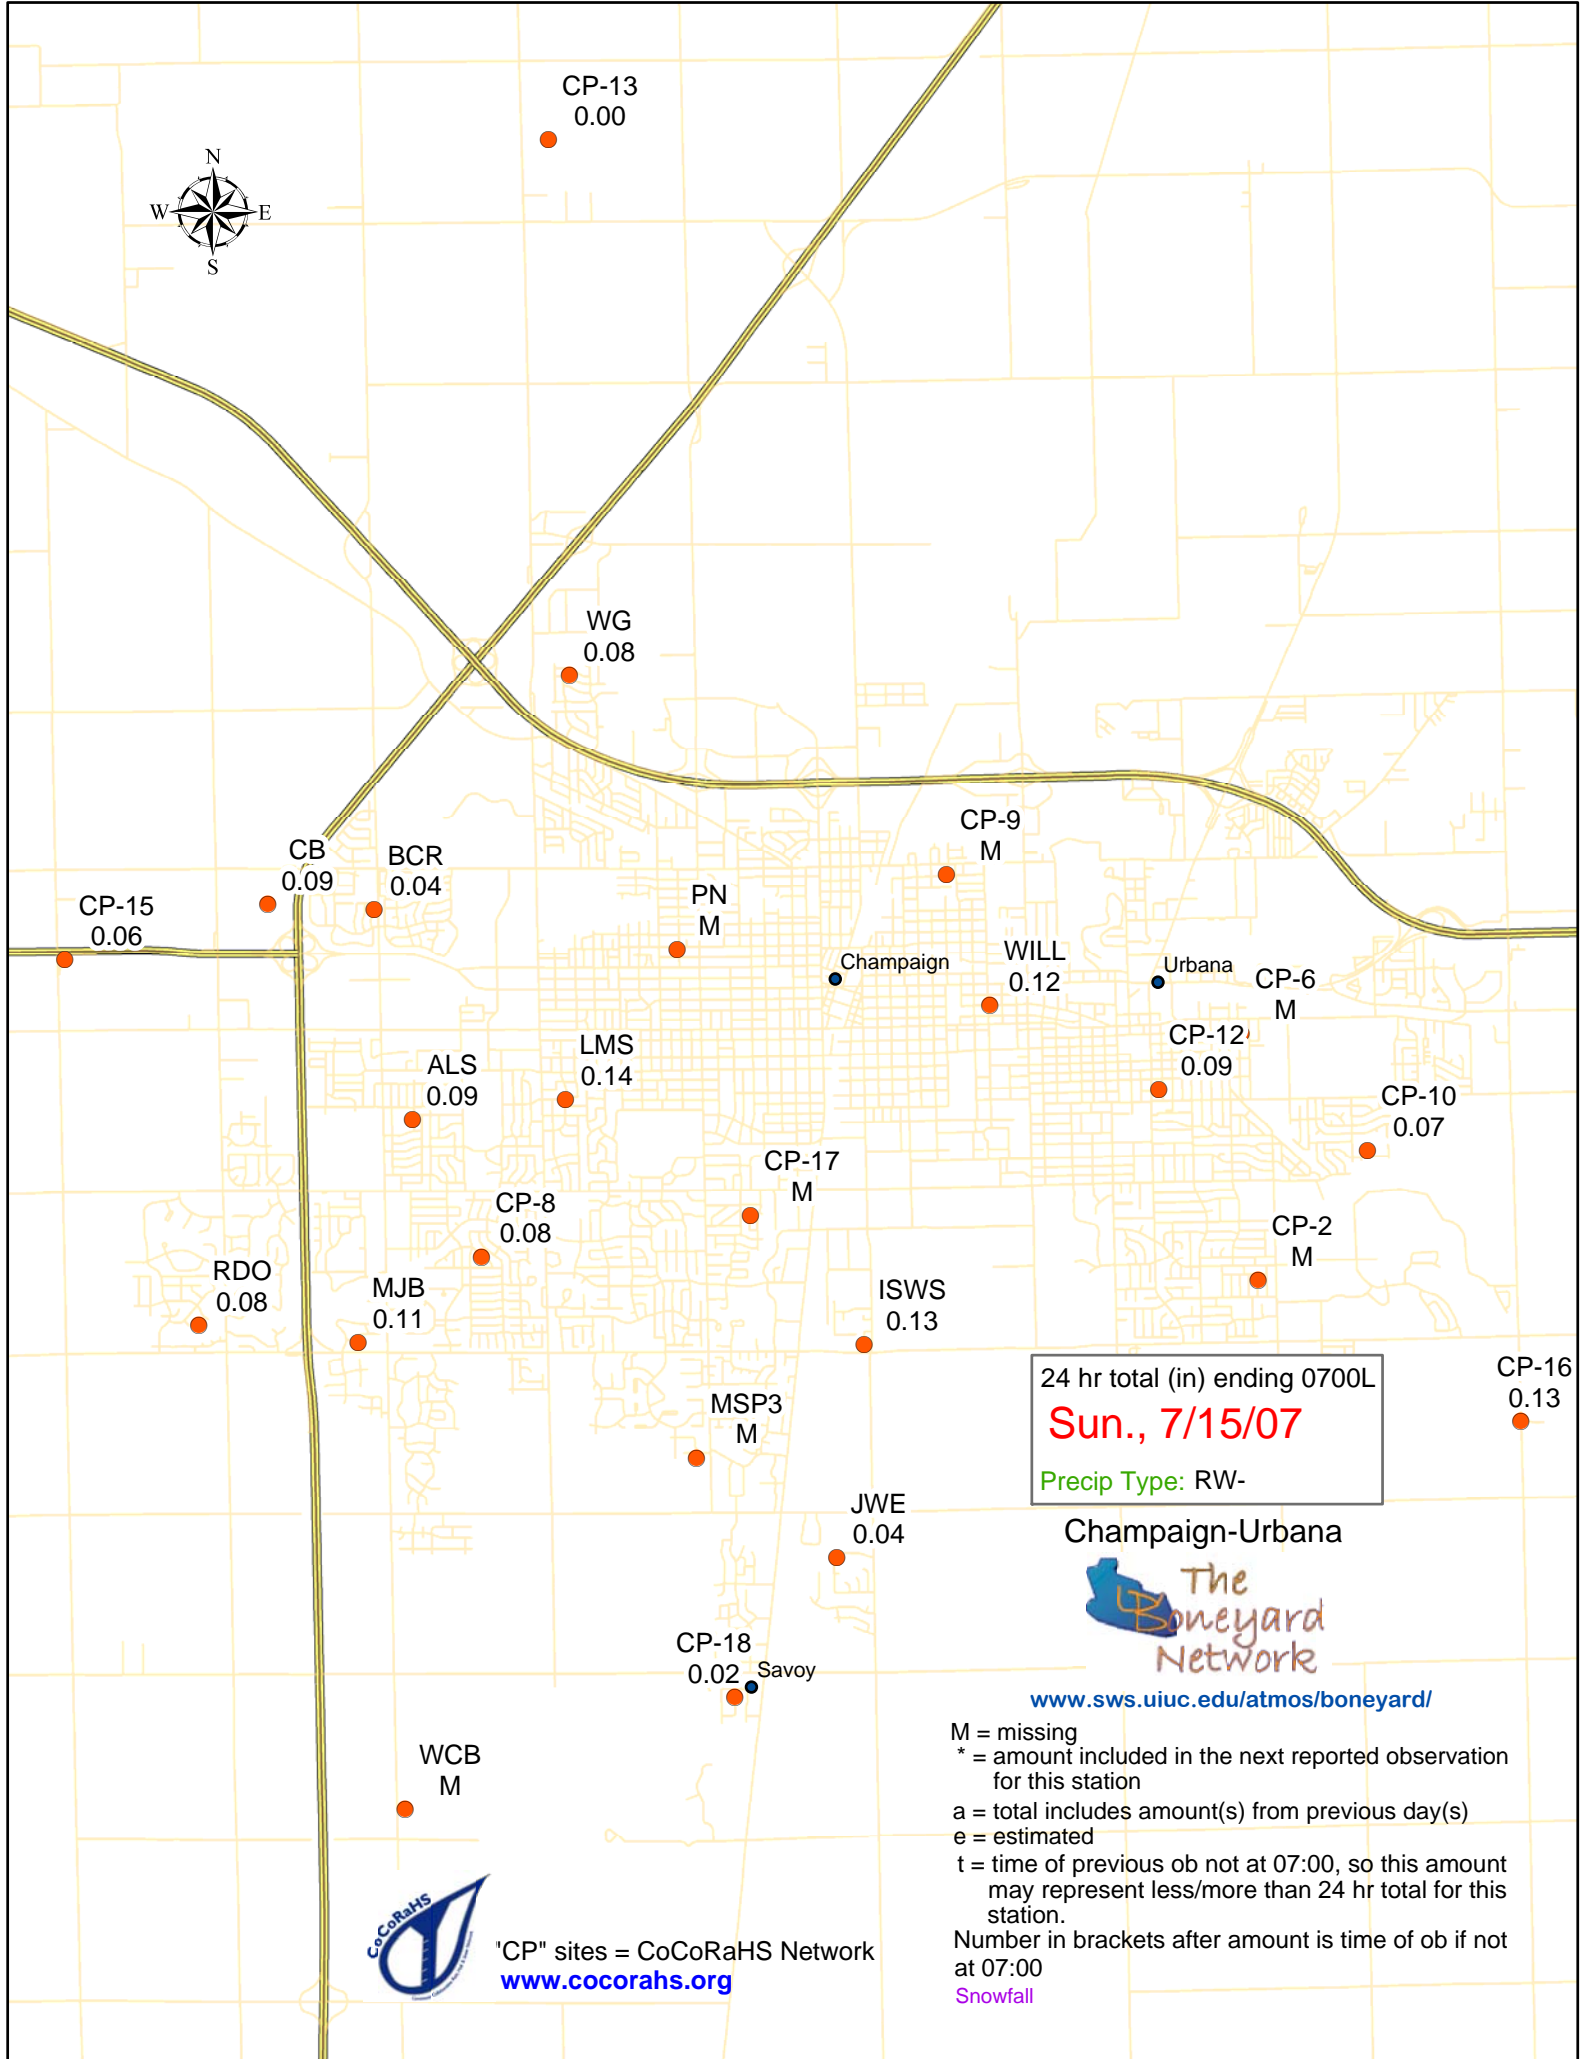 CP-13
0.00
N
W
E
S
WG
0.08
CP-9
M
CB
0.09
BCR
0.04
CP-15
0.06
PN
M
Champaign
WILL
0.12
Urbana
CP-6
M
CP-12
0.09
ALS
0.09
LMS
0.14
CP-10
0.07
CP-17
M
CP-8
0.08
CP-2
M
RDO
0.08
MJB
0.11
ISWS
0.13
CP-16
0.13
24 hr total (in) ending 0700L
Sun., 7/15/07
Precip Type: RW-
MSP3
M
JWE
0.04
Champaign-Urbana
The
Boneyard
Network
www.sws.uiuc.edu/atmos/boneyard/
CP-18
0.02
Savoy
WCB
M
M = missing
* = amount included in the next reported observation
for this station
a = total includes amount(s) from previous day(s)
e = estimated
t = time of previous ob not at 07:00, so this amount
may represent less/more than 24 hr total for this
station.
Number in brackets after amount is time of ob if not
at 07:00
Snowfall
CoCoRaHS
"CP" sites = CoCoRaHS Network
www.cocorahs.org